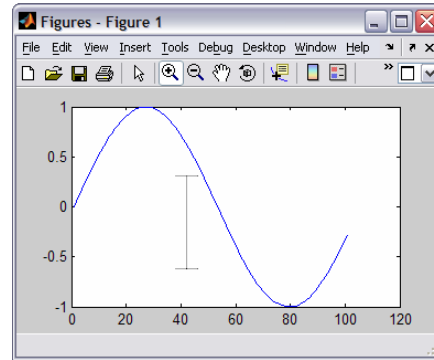 Figures - Figure 1
File Edit View Insert Tools Debug Desktop Window Help
1
0.5
0
-0.5
-1
0 20 40 60 80 100 120